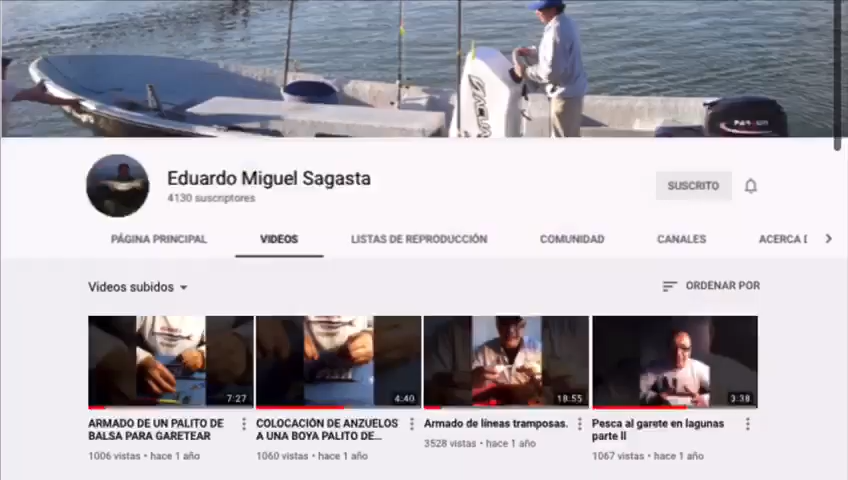 Eduardo Miguel Sagasta
4130 suscriptores
SUSCRITO
PÁGINA PRINCIPAL
VIDEOS
LISTAS DE REPRODUCCIÓN
COMUNIDAD
CANALES
ACERCA D
Videos subidos
ORDENAR POR
7:27
4:40
18:55
3:38
ARMADO DE UN PALITO DE
BALSA PARA GARETEAR
1006 vistas • hace 1 año
COLOCACIÓN DE ANZUELOS
A UNA BOYA PALITO DE...
1060 vistas • hace 1 año
Armado de líneas tramposas.
3528 vistas • hace 1 año
Pesca al garete en lagunas
parte II
1067 vistas • hace 1 año